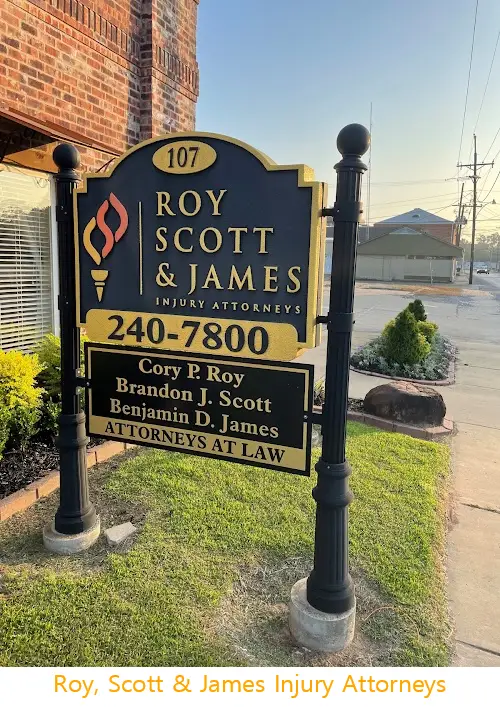 107
ROY
SCOTT
& JAMES
INJURY ATTORNEYS
240-7800
Cory P. Roy
Brandon J. Scott
Benjamin D. James
ATTORNEYS AT LAW
Roy, Scott & James Injury Attorneys